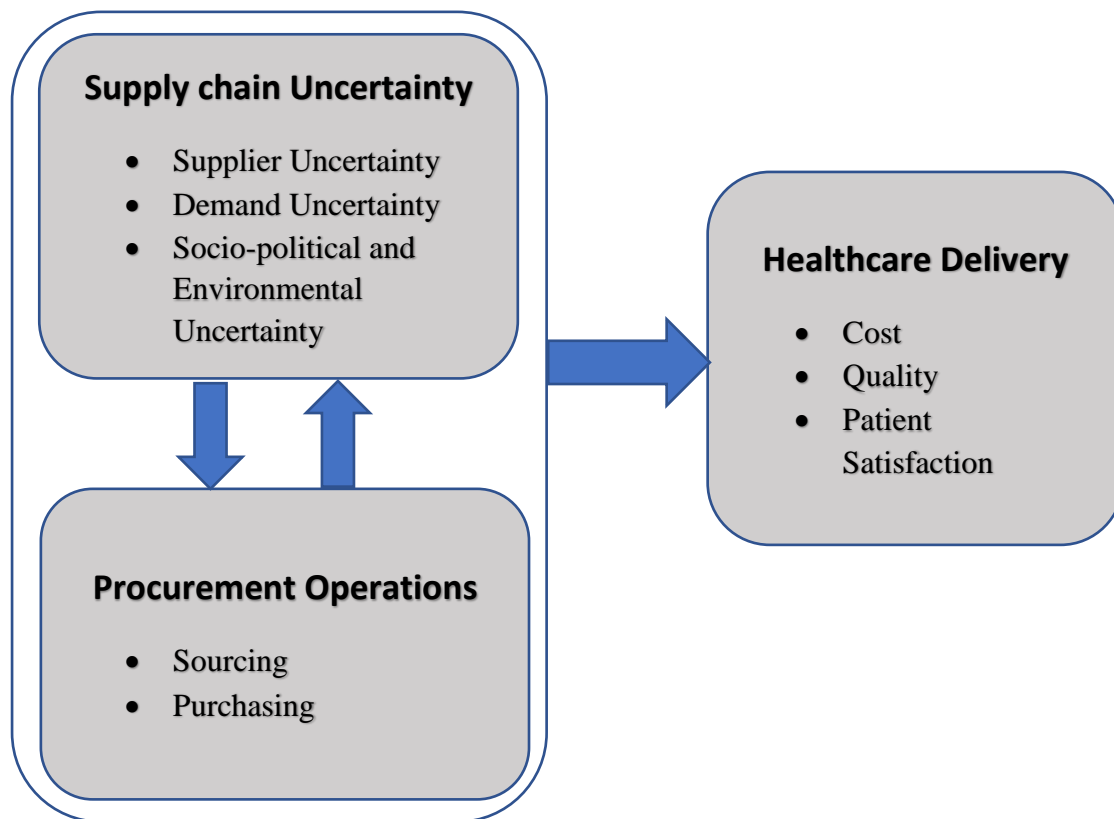 Supply chain Uncertainty
• Supplier Uncertainty
• Demand Uncertainty
• Socio-political and
Environmental
Uncertainty
Procurement Operations
• Sourcing
• Purchasing
Healthcare Delivery
• Cost
• Quality
• Patient
Satisfaction